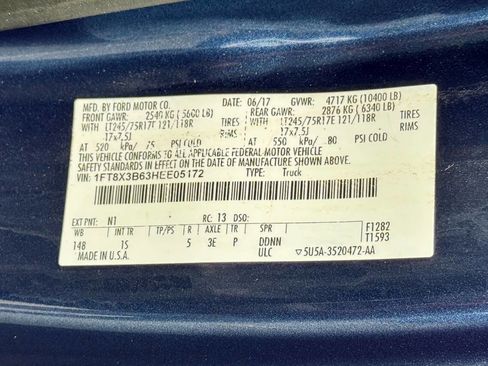 MFD. BY FORD MOTOR CO.
DATE: 06/17 GVWR: 4717 KG (10400 LB)
FRONT GAWR: 2540 KG (5600 LB) REAR GAWR: 2876 KG (6340 LB)
WITH LT245/75R17E 121/118R TIRES WITH LT245/75R17E 121/118R TIRES
17x7.5J RIMS 17x7.5J RIMS
AT 520 kPa/ 75 PSI COLD AT 550 kPa/ 80 PSI COLD
THIS VEHICLE CONFORMS TO ALL APPLICABLE FEDERAL MOTOR VEHICLE
SAFETY STANDARDS IN EFFECT ON THE DATE OF MANUFACTURE SHOWN ABOVE.
VIN: 1FT8X3B63HEE05172 TYPE: Truck
EXT PNT: N1 RC: 13 DSO:
WB INT TR TP/PS R AXLE TR SPR F1282
148 1S 5 3E P DDNN T1593
MADE IN U.S.A. ULC ▽5U5A-3520472-AA